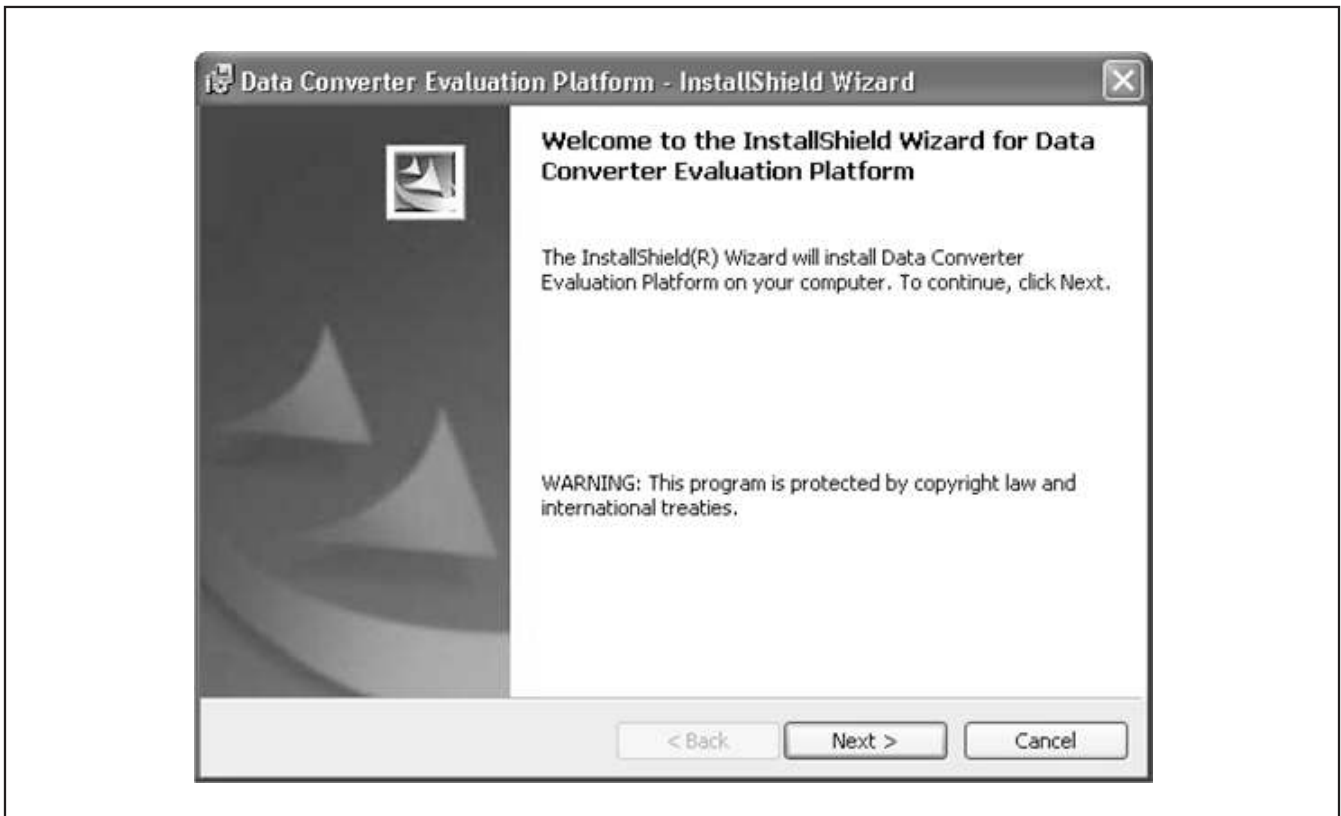 Data Converter Evaluation Platform - InstallShield Wizard
Welcome to the InstallShield Wizard for Data
Converter Evaluation Platform
The InstallShield(R) Wizard will install Data Converter
Evaluation Platform on your computer. To continue, click Next.
WARNING: This program is protected by copyright law and
international treaties.
< Back
Next >
Cancel